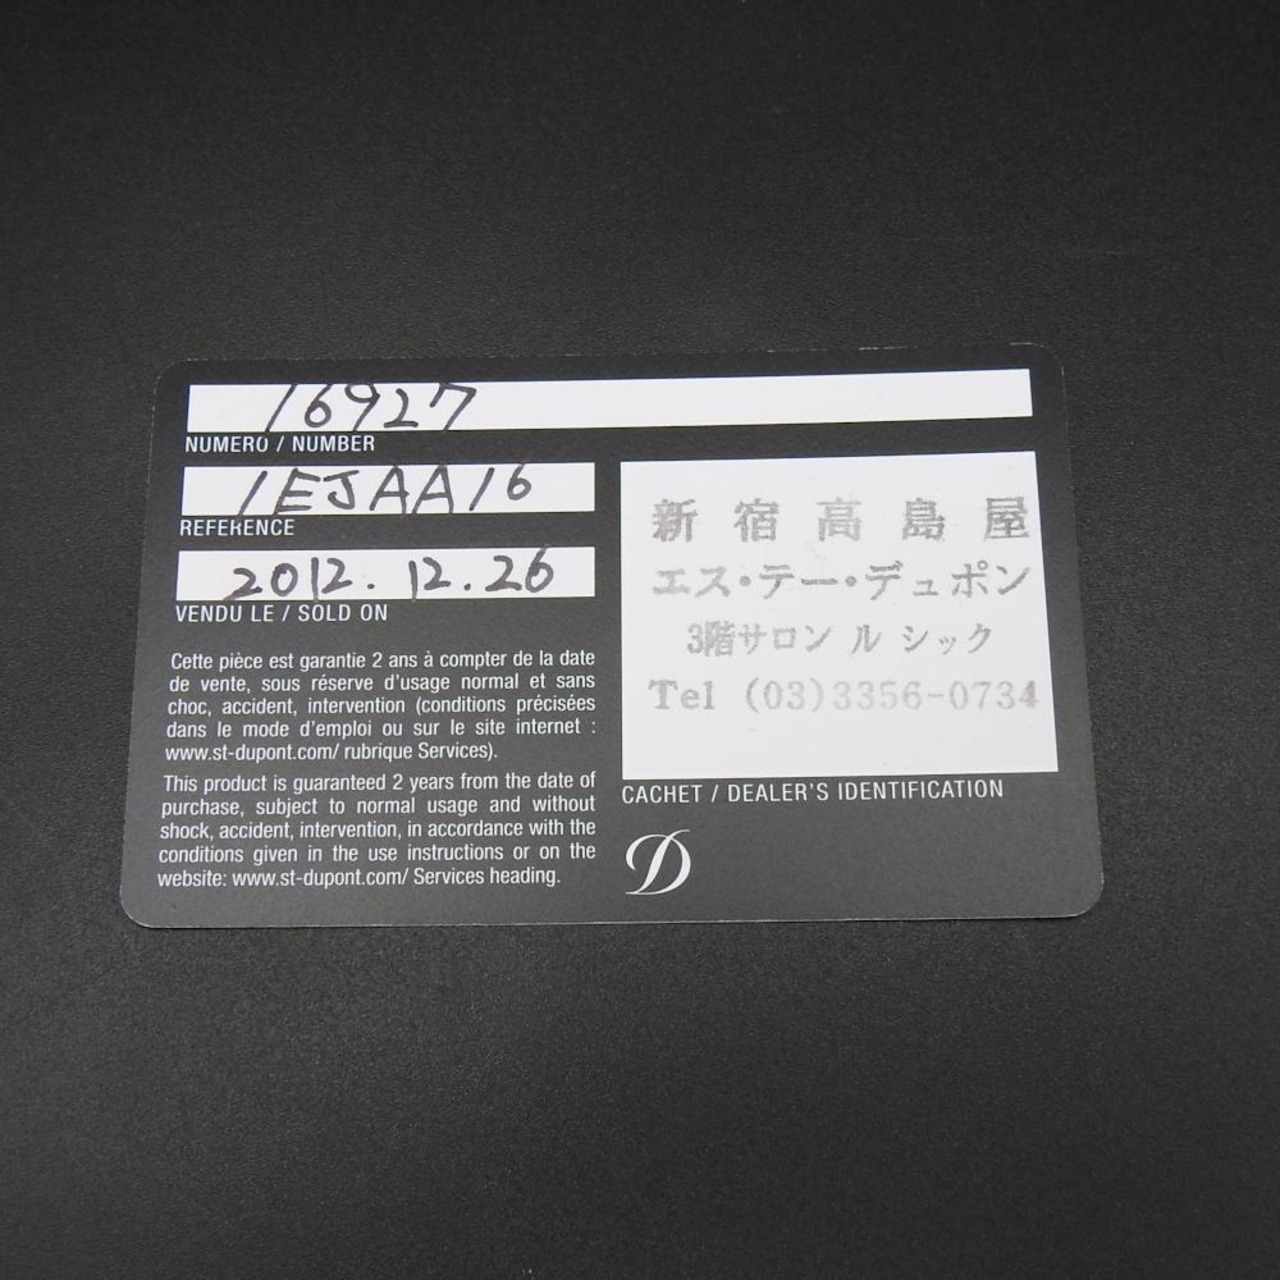 16927
NUMERO / NUMBER
1EJAA16
REFERENCE
2012.12.26
VENDU LE / SOLD ON
Cette pièce est garantie 2 ans à compter de la date
de vente, sous réserve d'usage normal et sans
choc, accident, intervention (conditions précisées
dans le mode d'emploi ou sur le site internet :
www.st-dupont.com/ rubrique Services).
This product is guaranteed 2 years from the date of
purchase, subject to normal usage and without
shock, accident, intervention, in accordance with the
conditions given in the use instructions or on the
website: www.st-dupont.com/ Services heading.
新宿高島屋
エス・テー・デュポン
3階サロン ル シック
Tel (03)3356-0734
CACHET / DEALER'S IDENTIFICATION
D